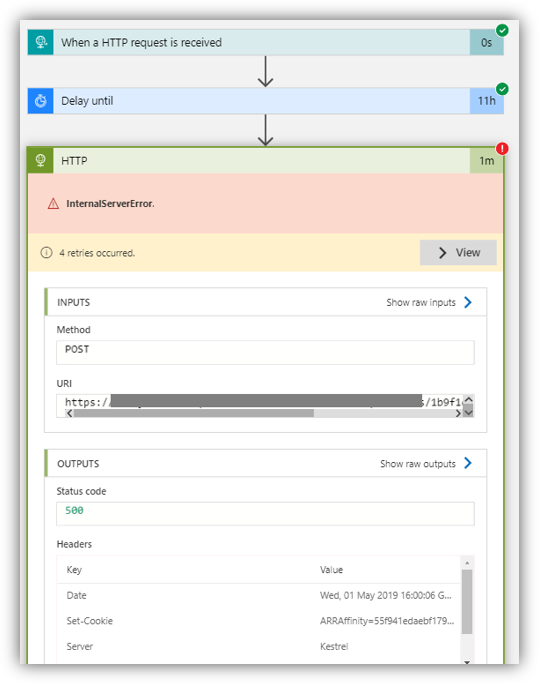 When a HTTP request is received 0s
Delay until 11h
HTTP 1m
InternalServerError.
4 retries occurred. View
INPUTS Show raw inputs
Method
POST
URI
https:/ s/1b9f1
OUTPUTS Show raw outputs
Status code
500
Headers
Key Value
Date Wed, 01 May 2019 16:00:06 G...
Set-Cookie ARRAffinity=55f941edaebf179...
Server Kestrel